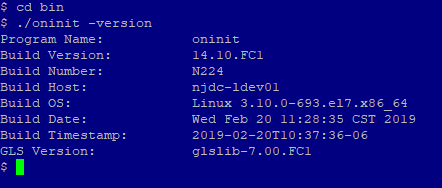 $ cd bin
$ ./oninit -version
Program Name:           oninit
Build Version:          14.10.FC1
Build Number:           N224
Build Host:             njdc-ldev01
Build OS:               Linux 3.10.0-693.el7.x86_64
Build Date:             Wed Feb 20 11:28:35 CST 2019
Build Timestamp:        2019-02-20T10:37:36-06
GLS Version:            glslib-7.00.FC1
$